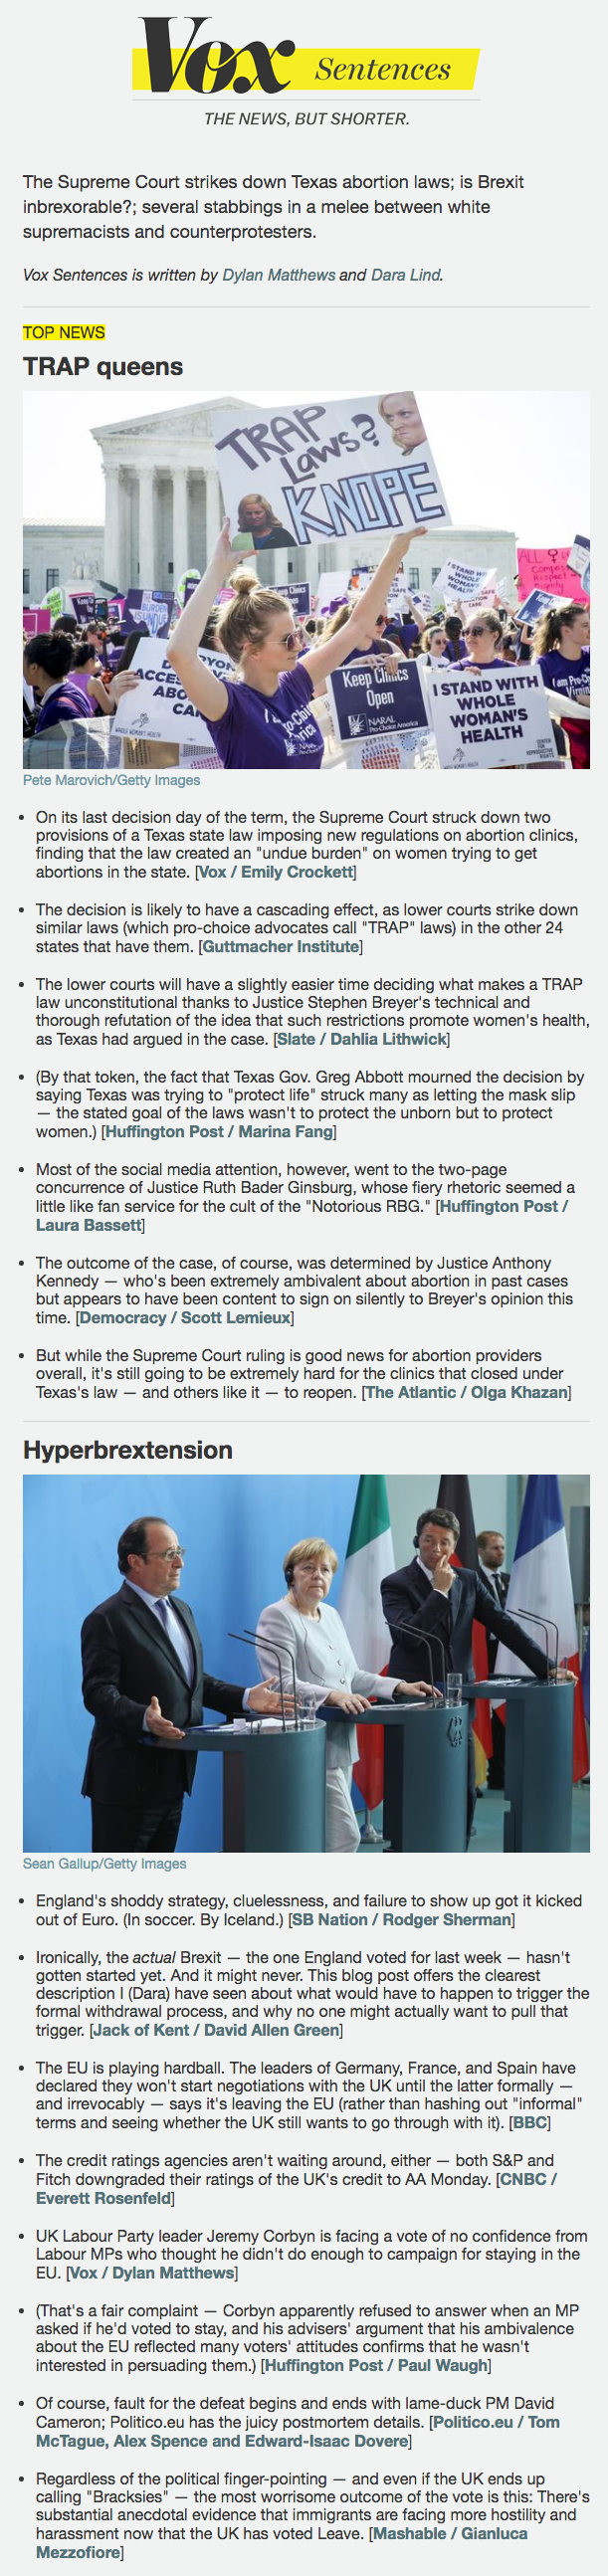 Vox Sentences
THE NEWS, BUT SHORTER.
The Supreme Court strikes down Texas abortion laws; is Brexit
inbrexorable?; several stabbings in a melee between white
supremacists and counterprotesters.
Vox Sentences is written by Dylan Matthews and Dara Lind.
TOP NEWS
TRAP queens
TRAP
Laws?
KNOPE
Keep Clinics
Open
NARAL
Pro-Choice America
I STAND WITH
WHOLE
WOMAN'S
HEALTH
Pete Marovich/Getty Images
• On its last decision day of the term, the Supreme Court struck down two
provisions of a Texas state law imposing new regulations on abortion clinics,
finding that the law created an "undue burden" on women trying to get
abortions in the state. [Vox / Emily Crockett]
• The decision is likely to have a cascading effect, as lower courts strike down
similar laws (which pro-choice advocates call "TRAP" laws) in the other 24
states that have them. [Guttmacher Institute]
• The lower courts will have a slightly easier time deciding what makes a TRAP
law unconstitutional thanks to Justice Stephen Breyer's technical and
thorough refutation of the idea that such restrictions promote women's health,
as Texas had argued in the case. [Slate / Dahlia Lithwick]
• (By that token, the fact that Texas Gov. Greg Abbott mourned the decision by
saying Texas was trying to "protect life" struck many as letting the mask slip
— the stated goal of the laws wasn't to protect the unborn but to protect
women.) [Huffington Post / Marina Fang]
• Most of the social media attention, however, went to the two-page
concurrence of Justice Ruth Bader Ginsburg, whose fiery rhetoric seemed a
little like fan service for the cult of the "Notorious RBG." [Huffington Post /
Laura Bassett]
• The outcome of the case, of course, was determined by Justice Anthony
Kennedy — who's been extremely ambivalent about abortion in past cases
but appears to have been content to sign on silently to Breyer's opinion this
time. [Democracy / Scott Lemieux]
• But while the Supreme Court ruling is good news for abortion providers
overall, it's still going to be extremely hard for the clinics that closed under
Texas's law — and others like it — to reopen. [The Atlantic / Olga Khazan]
Hyperbrextension
Sean Gallup/Getty Images
• England's shoddy strategy, cluelessness, and failure to show up got it kicked
out of Euro. (In soccer. By Iceland.) [SB Nation / Rodger Sherman]
• Ironically, the actual Brexit — the one England voted for last week — hasn't
gotten started yet. And it might never. This blog post offers the clearest
description I (Dara) have seen about what would have to happen to trigger the
formal withdrawal process, and why no one might actually want to pull that
trigger. [Jack of Kent / David Allen Green]
• The EU is playing hardball. The leaders of Germany, France, and Spain have
declared they won't start negotiations with the UK until the latter formally —
and irrevocably — says it's leaving the EU (rather than hashing out "informal"
terms and seeing whether the UK still wants to go through with it). [BBC]
• The credit ratings agencies aren't waiting around, either — both S&P and
Fitch downgraded their ratings of the UK's credit to AA Monday. [CNBC /
Everett Rosenfeld]
• UK Labour Party leader Jeremy Corbyn is facing a vote of no confidence from
Labour MPs who thought he didn't do enough to campaign for staying in the
EU. [Vox / Dylan Matthews]
• (That's a fair complaint — Corbyn apparently refused to answer when an MP
asked if he'd voted to stay, and his advisers' argument that his ambivalence
about the EU reflected many voters' attitudes confirms that he wasn't
interested in persuading them.) [Huffington Post / Paul Waugh]
• Of course, fault for the defeat begins and ends with lame-duck PM David
Cameron; Politico.eu has the juicy postmortem details. [Politico.eu / Tom
McTague, Alex Spence and Edward-Isaac Dovere]
• Regardless of the political finger-pointing — and even if the UK ends up
calling "Bracksies" — the most worrisome outcome of the vote is this: There's
substantial anecdotal evidence that immigrants are facing more hostility and
harassment now that the UK has voted Leave. [Mashable / Gianluca
Mezzofiore]